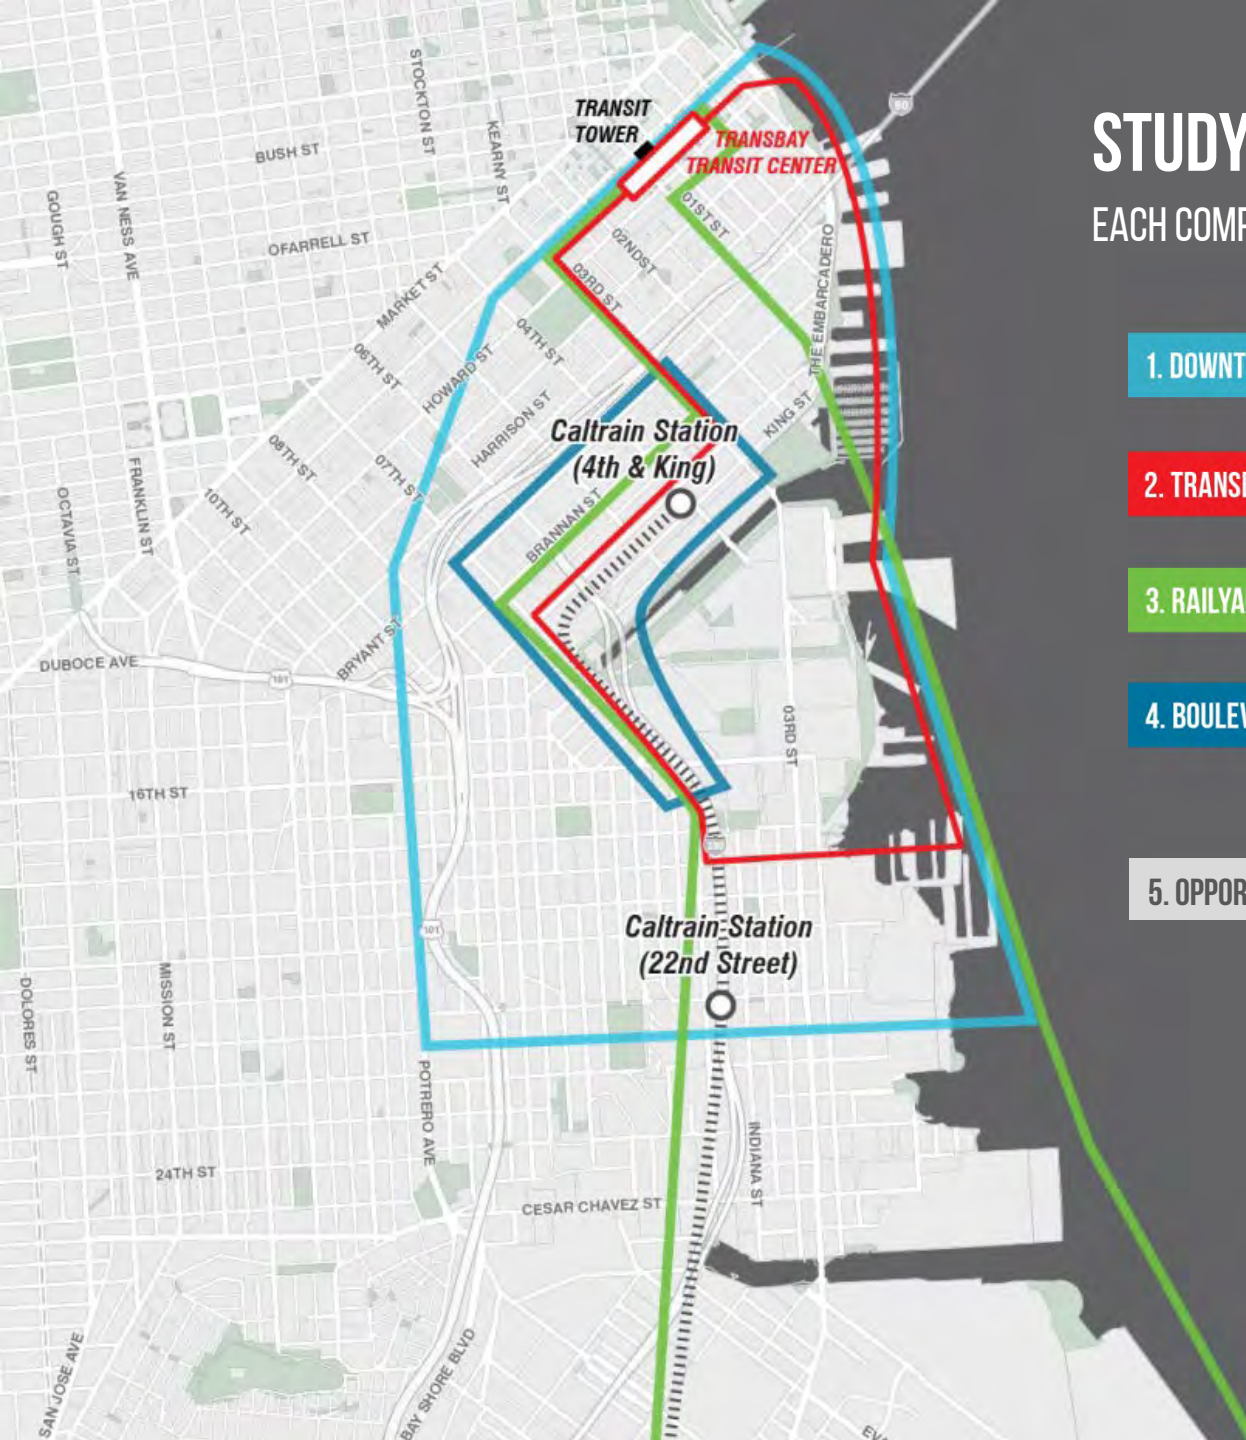 STUDY
EACH COMP
1. DOWNT
2. TRANSI
3. RAILYA
4. BOULEV
5. OPPOR
TRANSIT
TOWER
TRANSBAY
TRANSIT CENTER
80
STOCKTON ST
KEARNY ST
BUSH ST
VAN NESS AVE
GOUGH ST
OFARRELL ST
MARKET ST
01ST ST
02NDST
03RD ST
04TH ST
06TH ST
HOWARD ST
HARRISON ST
THE EMBARCADERO
KING ST
Caltrain Station
(4th & King)
08TH ST
07TH ST
10TH ST
FRANKLIN ST
OCTAVIA ST
BRANNAN ST
BRYANT ST
DUBOCE AVE
101
03RD ST
16TH ST
280
Caltrain Station
(22nd Street)
101
MISSION ST
DOLORES ST
POTRERO AVE
INDIANA ST
24TH ST
CESAR CHAVEZ ST
SAN JOSE AVE
BAY SHORE BLVD
EV